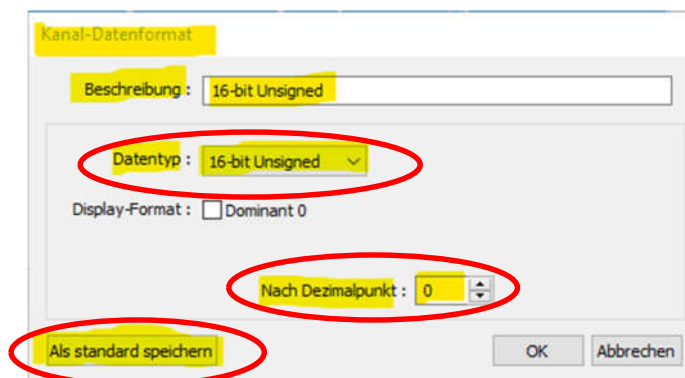 Kanal-Datenformat
Beschreibung : 16-bit Unsigned
Datentyp : 16-bit Unsigned
Display-Format : Dominant 0
Nach Dezimalpunkt : 0
Als standard speichern OK Abbrechen